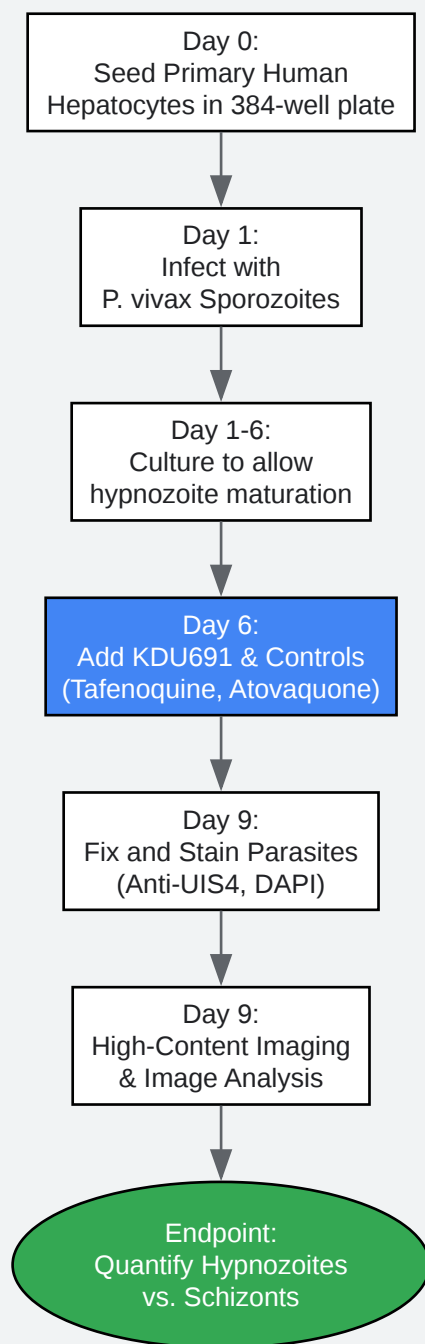 Day 0:
Seed Primary Human
Hepatocytes in 384-well plate
Day 1:
Infect with
P. vivax Sporozoites
Day 1-6:
Culture to allow
hypnozoite maturation
Day 6:
Add KDU691 & Controls
(Tafenoquine, Atovaquone)
Day 9:
Fix and Stain Parasites
(Anti-UIS4, DAPI)
Day 9:
High-Content Imaging
& Image Analysis
Endpoint:
Quantify Hypnozoites
vs. Schizonts